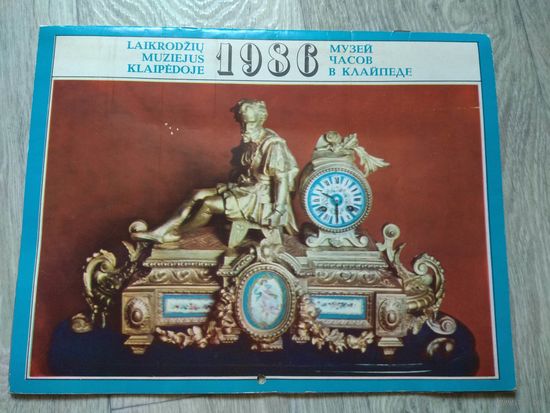 LAIKRODŽIŲ
MUZIEJUS
KLAIPĖDOJE
1986
МУЗЕЙ
ЧАСОВ
В КЛАЙПЕДЕ